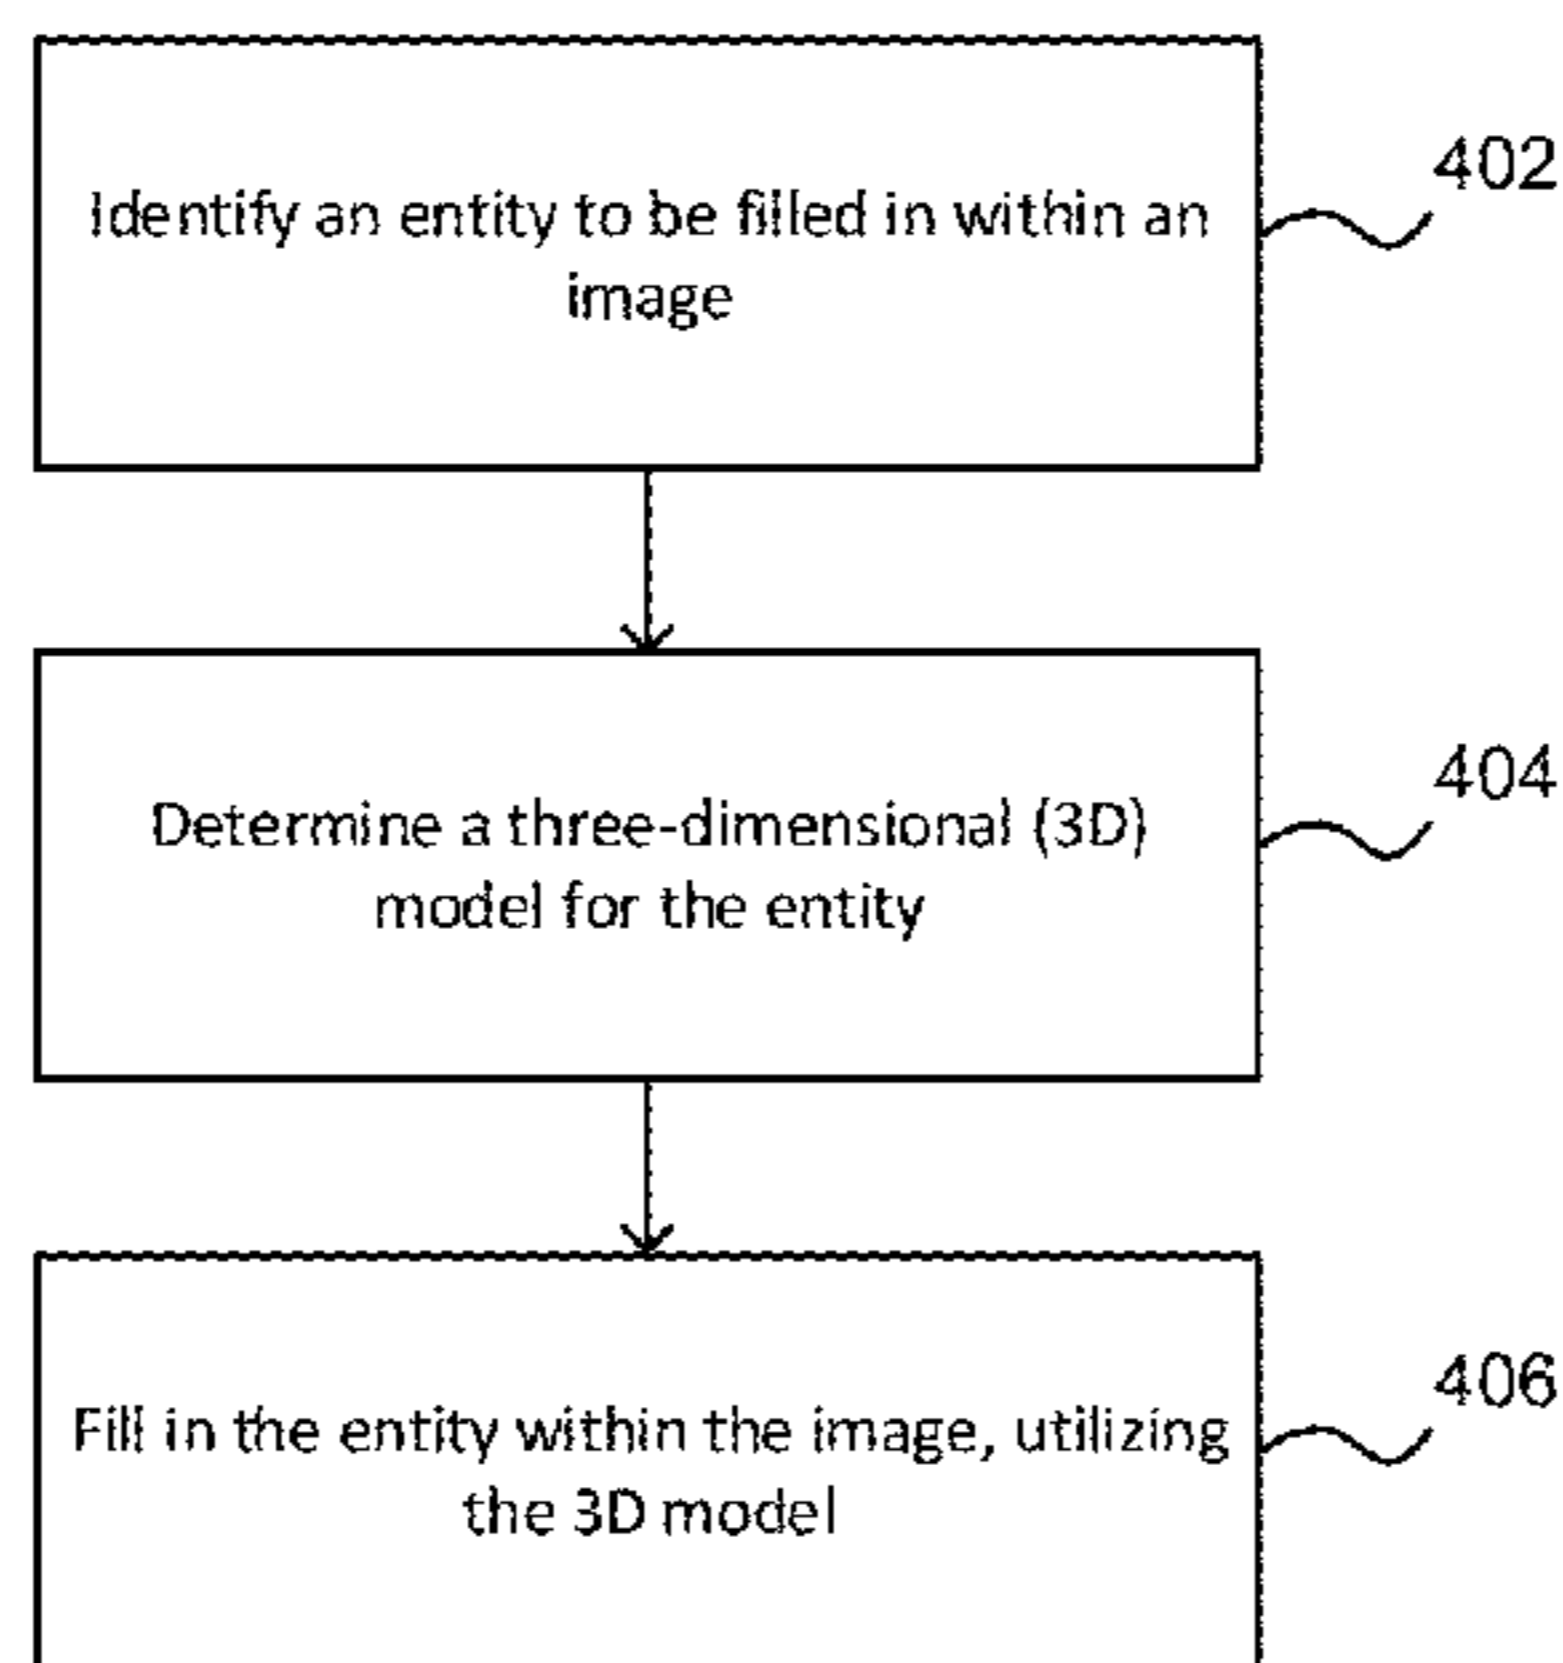 402
Identify an entity to be filled in within an
image
404
Determine a three-dimensional (3D)
model for the entity
406
Fill in the entity within the image, utilizing
the 3D model